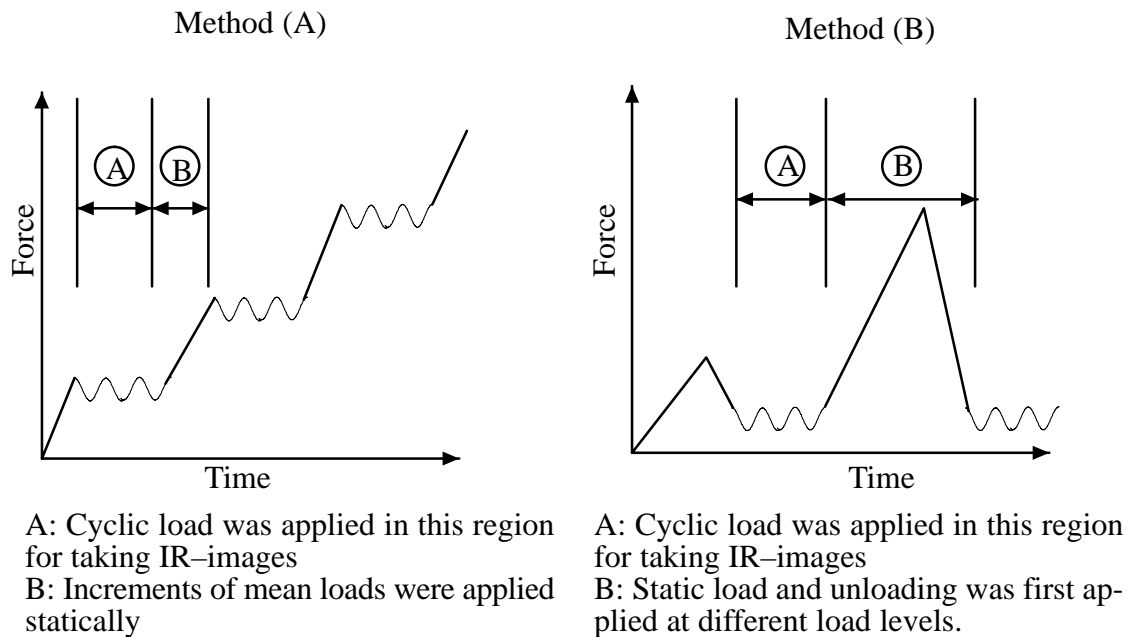 Method (A)
Method (B)
A
B
Force
Time
A
B
Force
Time
A: Cyclic load was applied in this region
for taking IR–images
B: Increments of mean loads were applied
statically
A: Cyclic load was applied in this region
for taking IR–images
B: Static load and unloading was first ap-
plied at different load levels.